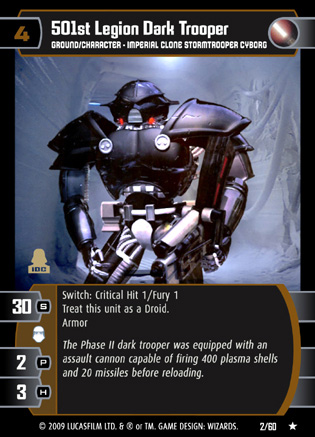 4
501st Legion Dark Trooper
GROUND/CHARACTER - IMPERIAL CLONE STORMTROOPER CYBORG
IDC
30 S
2 P
3 H
Switch: Critical Hit 1/Fury 1
Treat this unit as a Droid.
Armor
The Phase II dark trooper was equipped with an
assault cannon capable of firing 400 plasma shells
and 20 missiles before reloading.
© 2009 LUCASFILM LTD. & ® or TM. GAME DESIGN: WIZARDS.
2/60